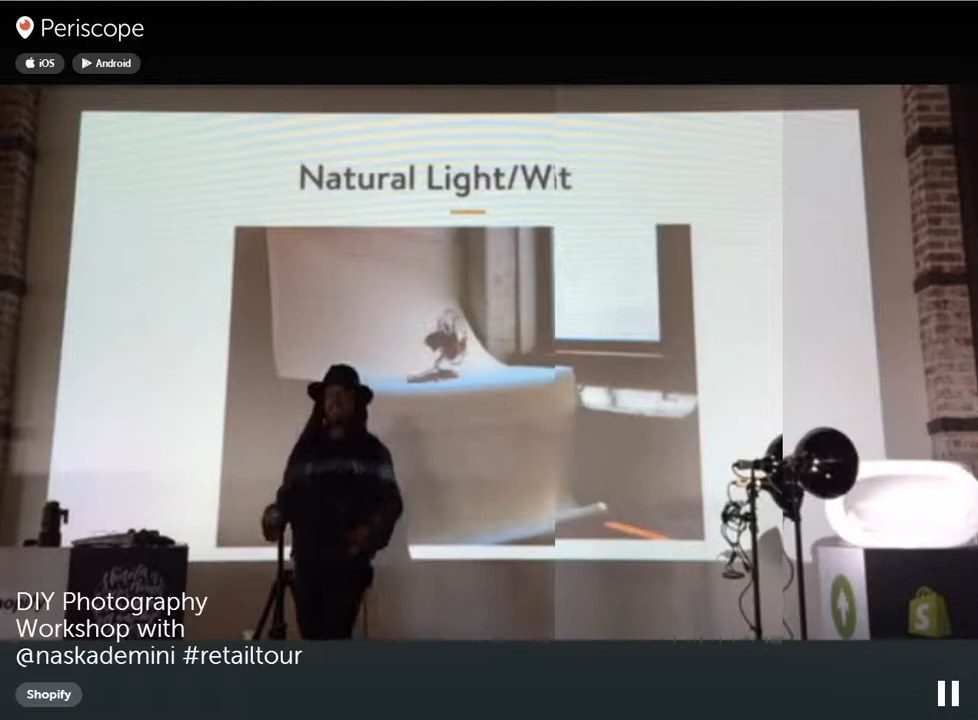 Periscope
iOS
Android
Natural Light/Wit
DIY Photography
Workshop with
@naskademini #retailtour
Shopify